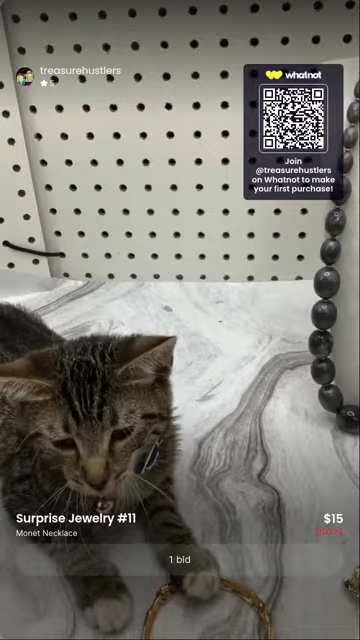 treasurehustlers
whatnot
Join
@treasurehustlers
on Whatnot to make
your first purchase!
Surprise Jewelry #11
$15
Monet Necklace
1 bid